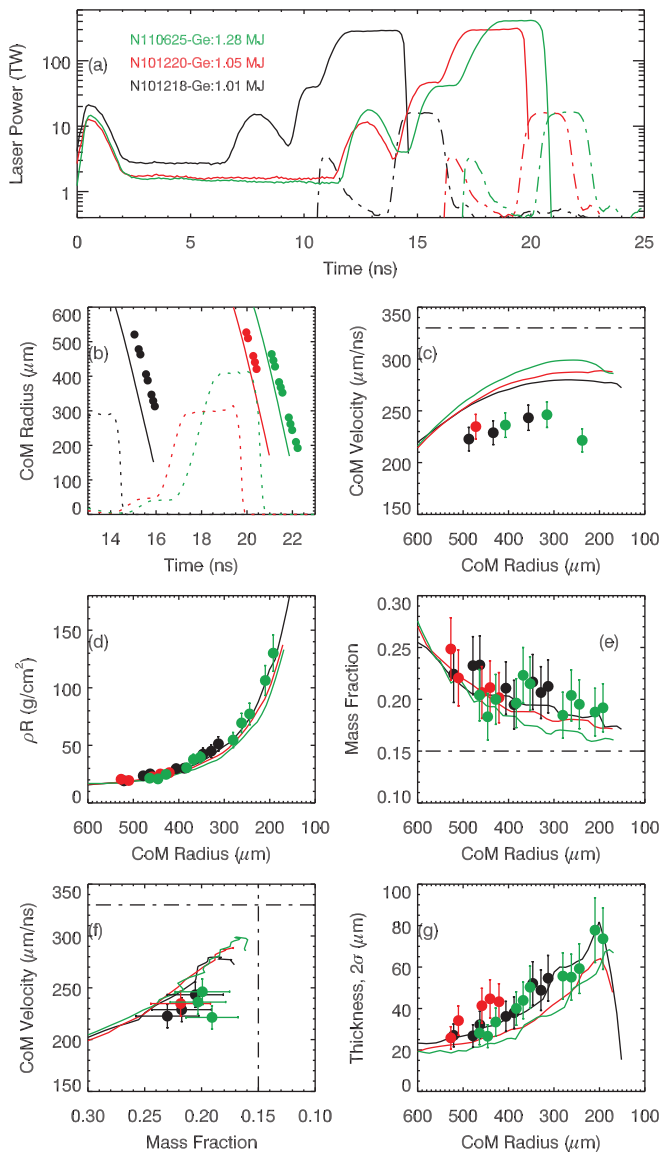 Laser Power (TW)
100
10
1
(a)
N110625-Ge:1.28 MJ
N101220-Ge:1.05 MJ
N101218-Ge:1.01 MJ
0 5 10 15 20 25
Time (ns)
CoM Radius (μm)
600
500
400
300
200
100
0
(b)
14 16 18 20 22
Time (ns)
CoM Velocity (μm/ns)
350
300
250
200
150
(c)
600 500 400 300 200 100
CoM Radius (μm)
ρR (g/cm²)
150
100
50
0
(d)
600 500 400 300 200 100
CoM Radius (μm)
Mass Fraction
0.30
0.25
0.20
0.15
0.10
(e)
600 500 400 300 200 100
CoM Radius (μm)
CoM Velocity (μm/ns)
350
300
250
200
150
(f)
0.30 0.25 0.20 0.15 0.10
Mass Fraction
Thickness, 2σ (μm)
100
80
60
40
20
0
(g)
600 500 400 300 200 100
CoM Radius (μm)